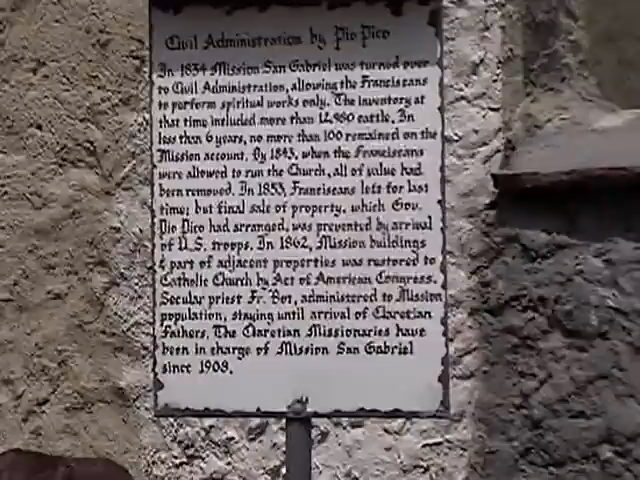 Civil Administration by Pio Pico
In 1834 Mission San Gabriel was turned over
to Civil Administration, allowing the Franciscans
to perform spiritual works only. The inventory at
that time included more than 12,980 cattle. In
less than 6 years, no more than 100 remained on the
Mission account. By 1843, when the Franciscans
were allowed to run the Church, all of value had
been removed. In 1853, Franciscans left for last
time; but final sale of property, which Gov.
Pio Pico had arranged, was prevented by arrival
of U.S. troops. In 1862, Mission buildings
& part of adjacent properties was restored to
Catholic Church by Act of American Congress.
Secular priest Fr. Bot, administered to Mission
population, staying until arrival of Claretian
Fathers. The Claretian Missionaries have
been in charge of Mission San Gabriel
since 1908.